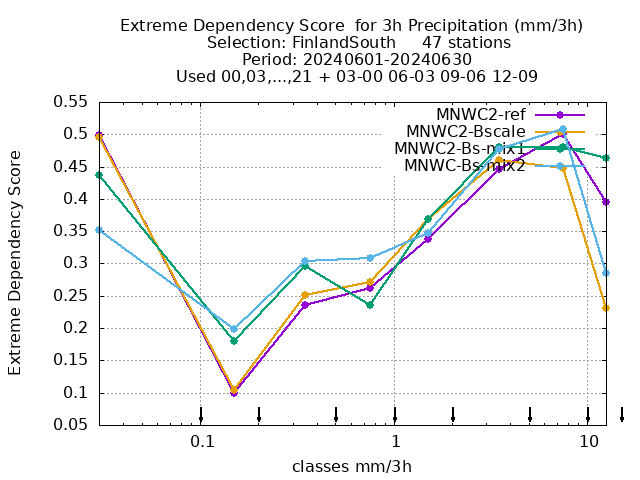 Extreme Dependency Score  for 3h Precipitation (mm/3h)
Selection: FinlandSouth     47 stations
Period: 20240601-20240630
Used 00,03,...,21 + 03-00 06-03 09-06 12-09
MNWC2-ref
MNWC2-Bscale
MNWC2-Bs-mix1
MNWC-Bs-mix2
Extreme Dependency Score
0.55
0.5
0.45
0.4
0.35
0.3
0.25
0.2
0.15
0.1
0.05
0.1
1
10
classes mm/3h